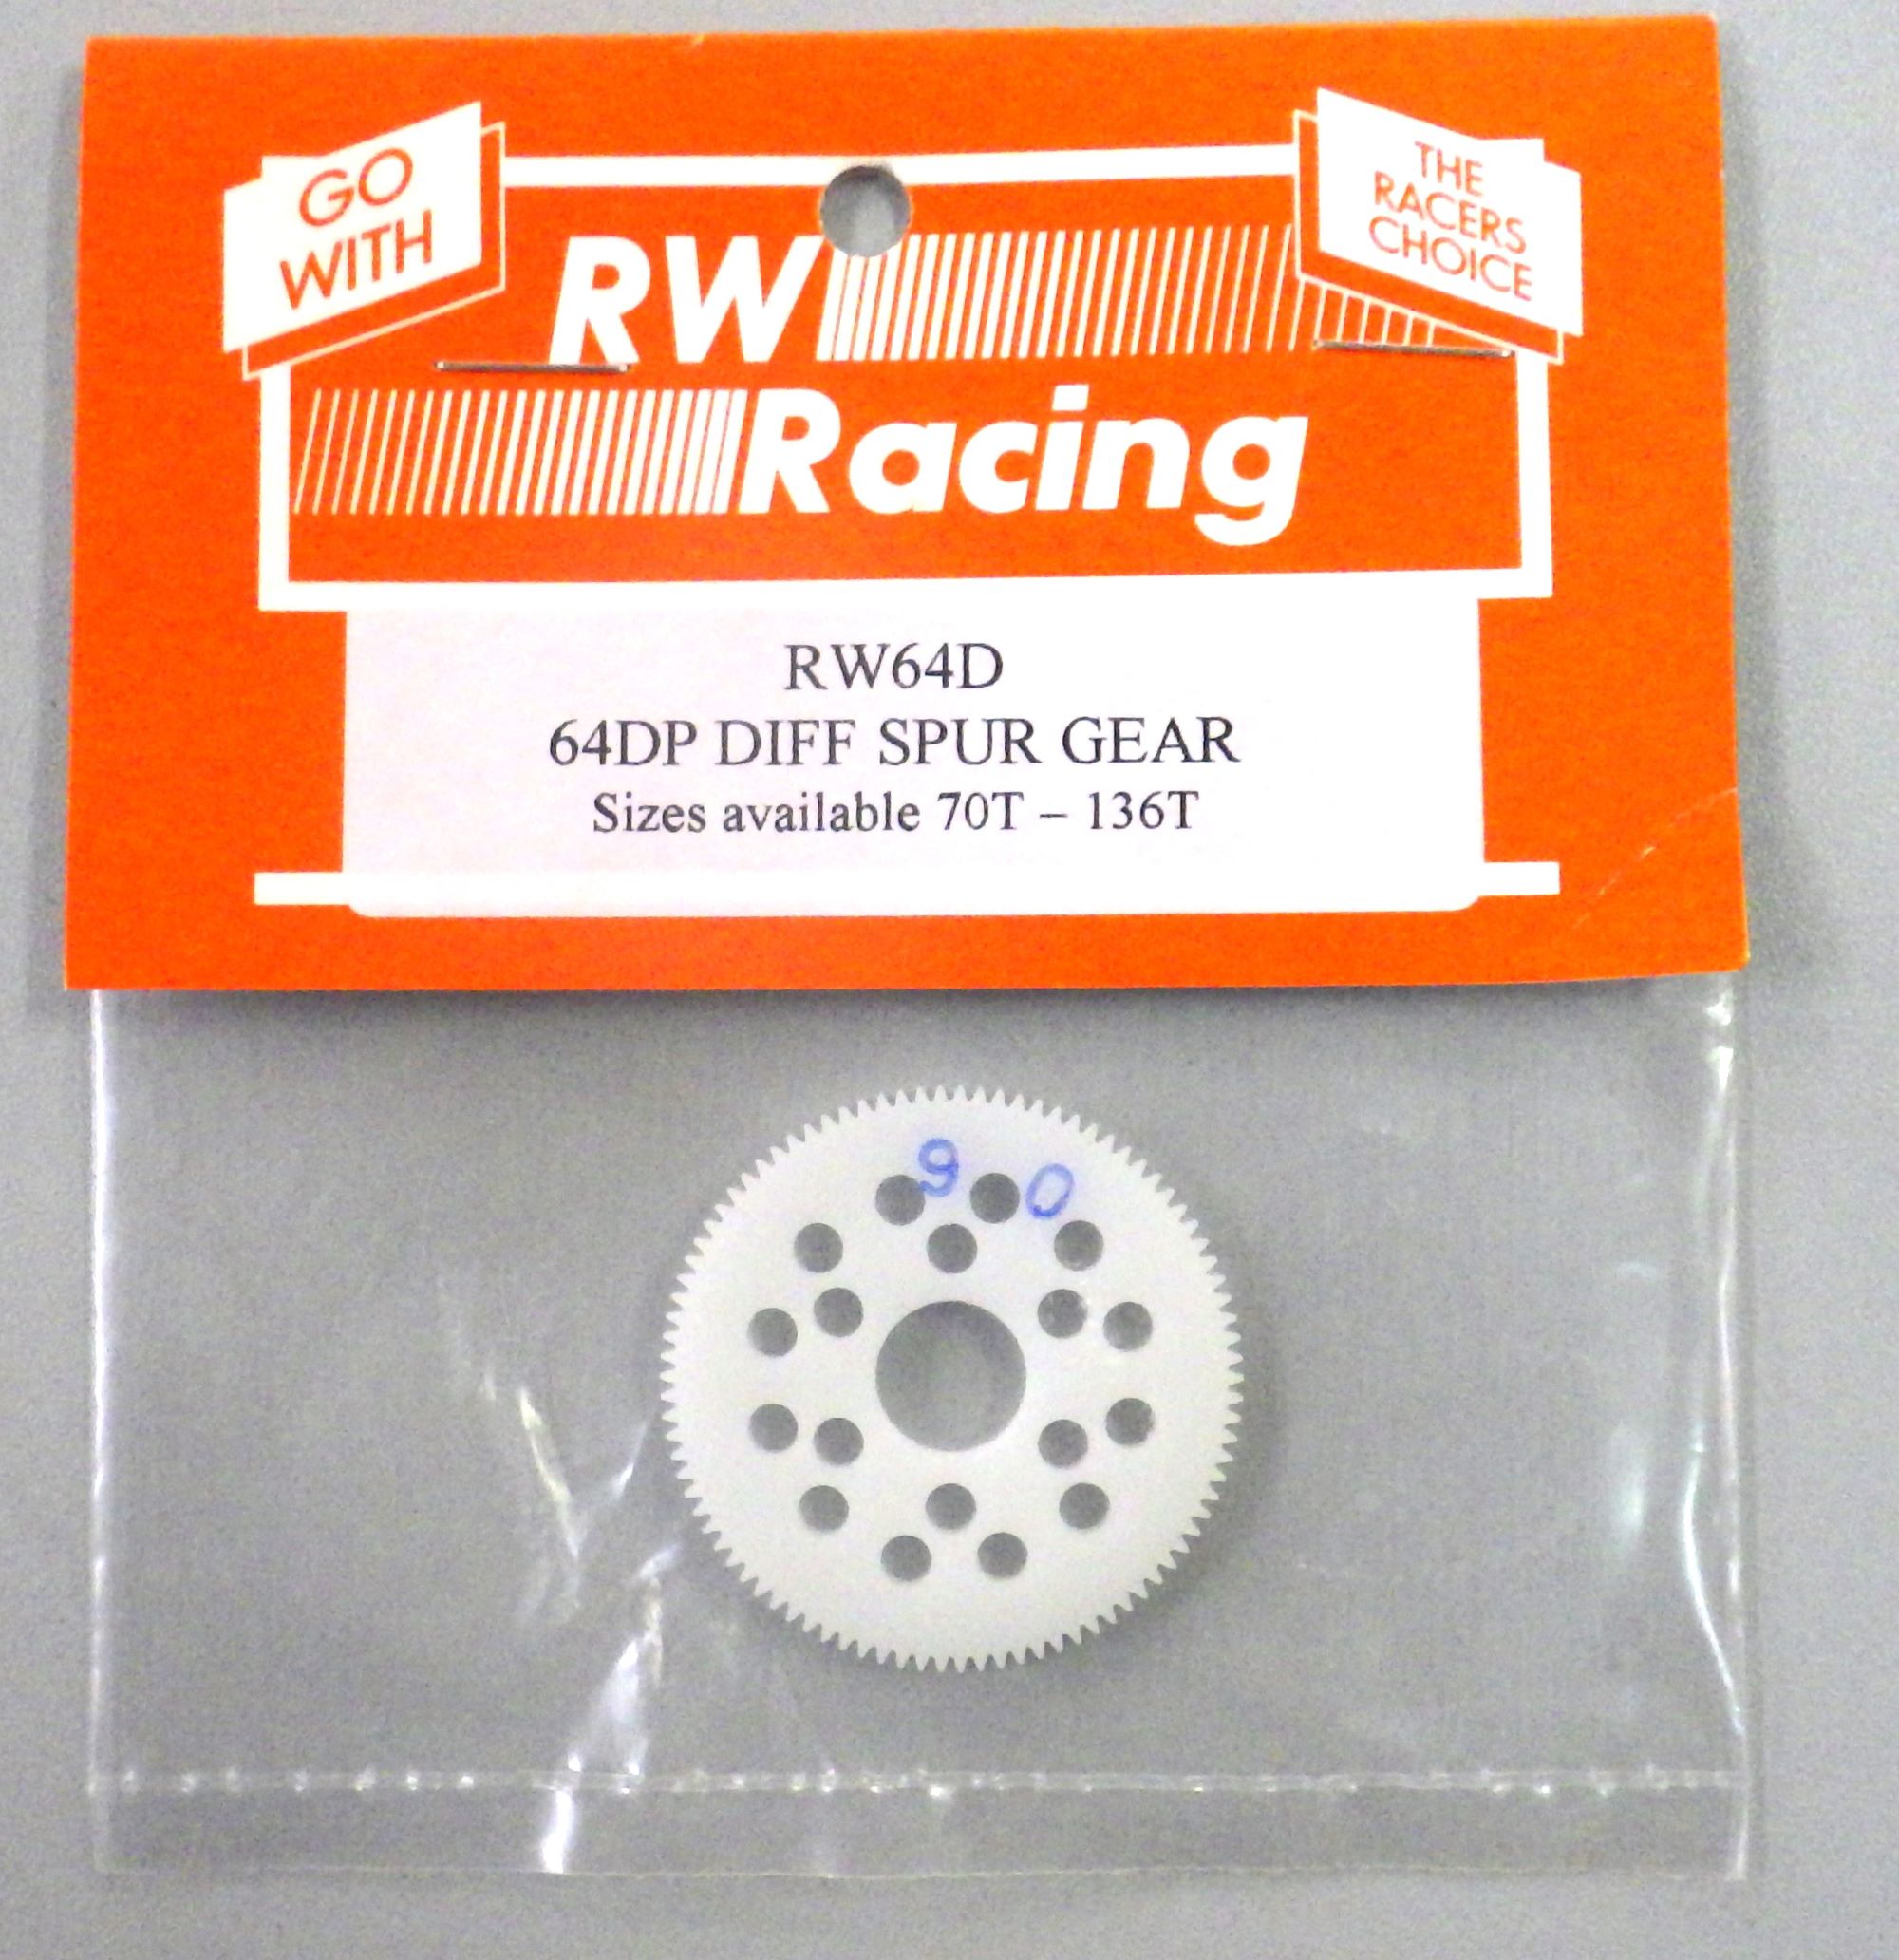 GO
WITH
THE
RACERS
CHOICE
RW
Racing
RW64D
64DP DIFF SPUR GEAR
Sizes available 70T – 136T
90